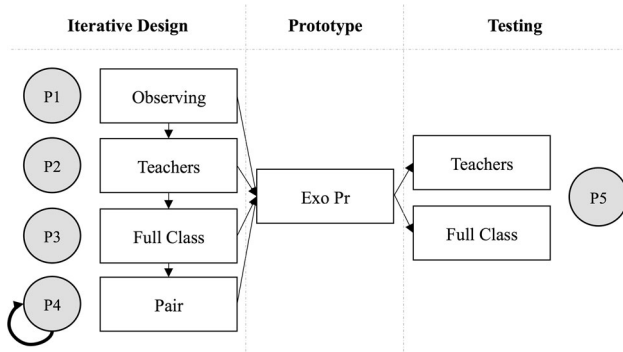 Iterative Design
Prototype
Testing
P1
Observing
P2
Teachers
P3
Full Class
P4
Pair
Exo Pr
Teachers
Full Class
P5